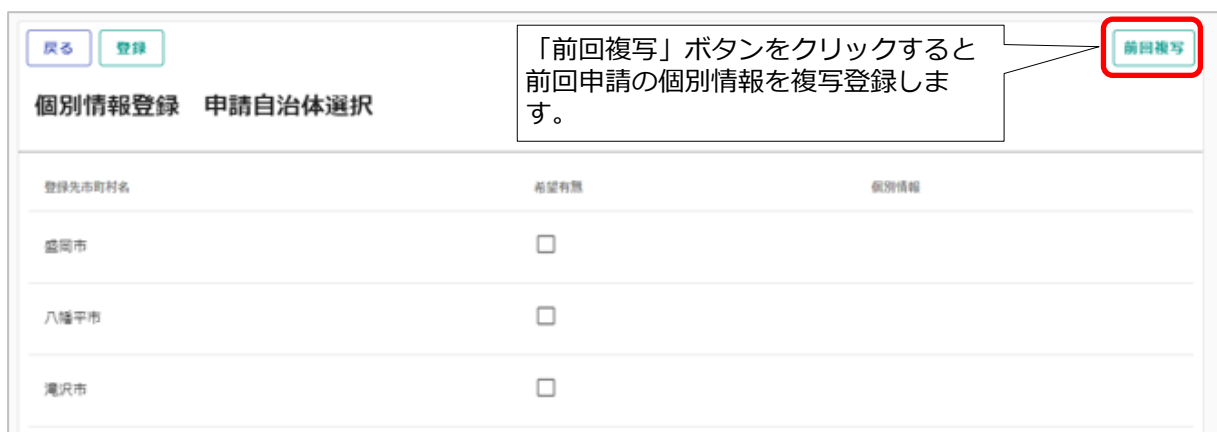 戻る 登録
「前回複写」ボタンをクリックすると
前回申請の個別情報を複写登録しま
す。
前回複写
個別情報登録 申請自治体選択
登録先市町村名 希望有無 個別情報
盛岡市
八幡平市
滝沢市